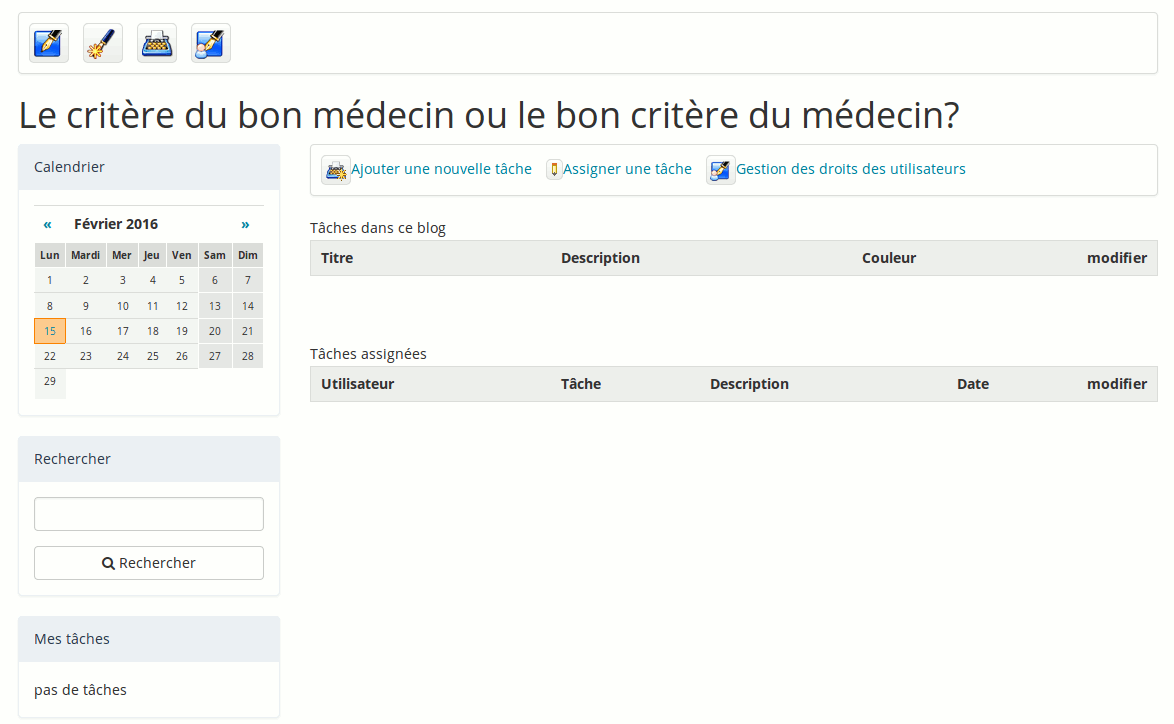 Le critère du bon médecin ou le bon critère du médecin?
Calendrier
« Février 2016 »
Lun Mardi Mer Jeu Ven Sam Dim
1 2 3 4 5 6 7
8 9 10 11 12 13 14
15 16 17 18 19 20 21
22 23 24 25 26 27 28
29
Rechercher
Rechercher
Mes tâches
pas de tâches
Ajouter une nouvelle tâche Assigner une tâche Gestion des droits des utilisateurs
Tâches dans ce blog
Titre Description Couleur modifier
Tâches assignées
Utilisateur Tâche Description Date modifier